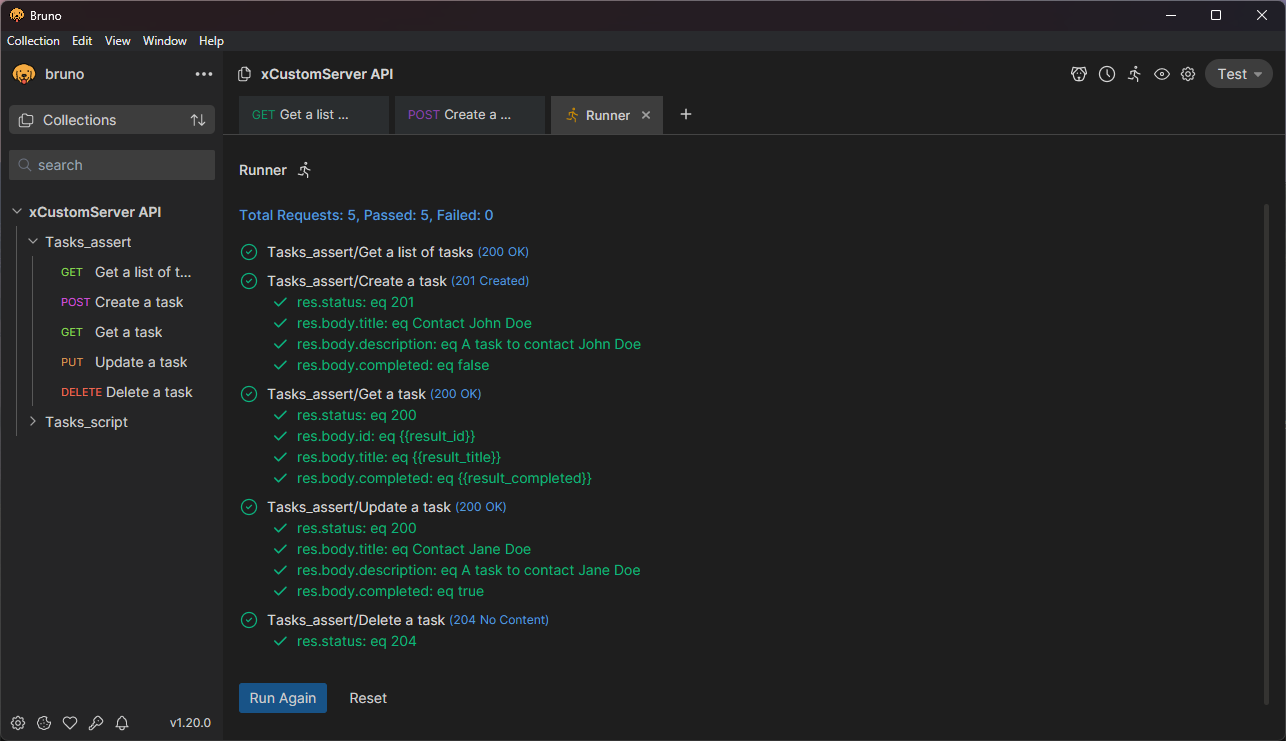 Bruno
Collection Edit View Window Help
bruno
xCustomServer API
Test
Collections
GET Get a list ...
POST Create a ...
Runner
search
Runner
xCustomServer API
Tasks_assert
GET Get a list of t...
POST Create a task
GET Get a task
PUT Update a task
DELETE Delete a task
Tasks_script
Total Requests: 5, Passed: 5, Failed: 0
Tasks_assert/Get a list of tasks (200 OK)
Tasks_assert/Create a task (201 Created)
res.status: eq 201
res.body.title: eq Contact John Doe
res.body.description: eq A task to contact John Doe
res.body.completed: eq false
Tasks_assert/Get a task (200 OK)
res.status: eq 200
res.body.id: eq {{result_id}}
res.body.title: eq {{result_title}}
res.body.completed: eq {{result_completed}}
Tasks_assert/Update a task (200 OK)
res.status: eq 200
res.body.title: eq Contact Jane Doe
res.body.description: eq A task to contact Jane Doe
res.body.completed: eq true
Tasks_assert/Delete a task (204 No Content)
res.status: eq 204
Run Again
Reset
v1.20.0